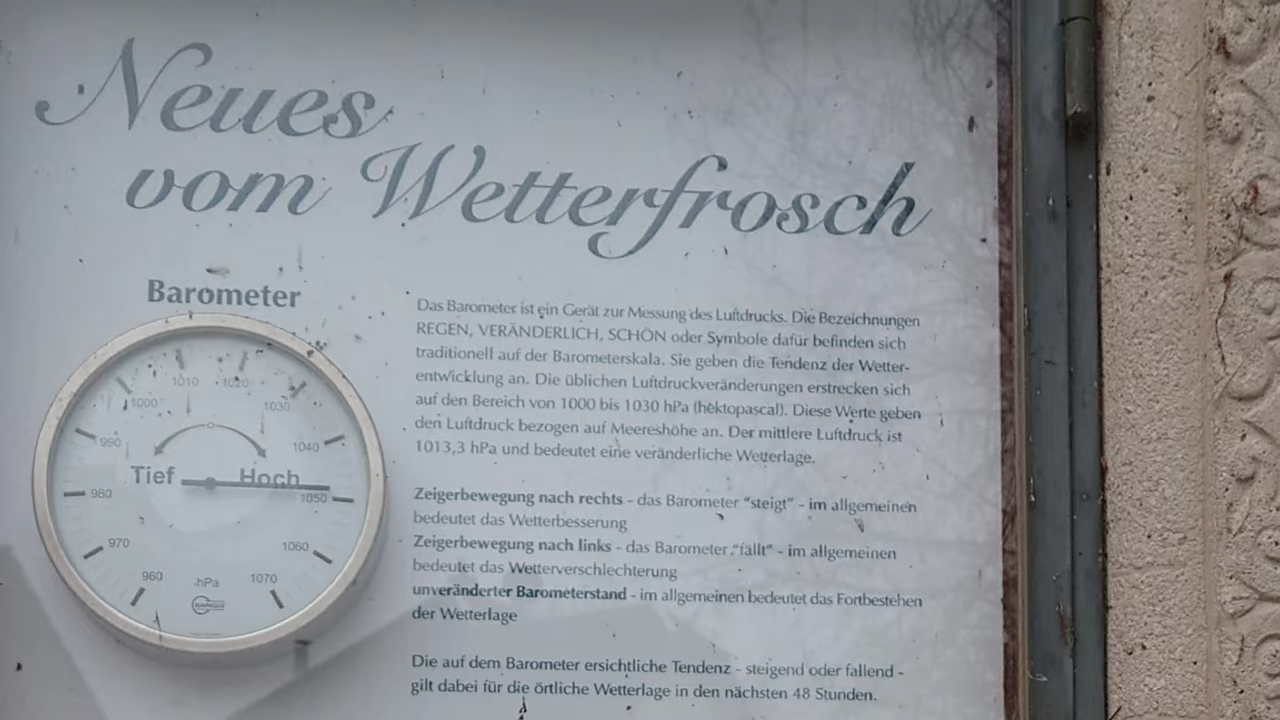 Neues
vom Wetterfrosch
Barometer
1010 1020
1000 1030
990 1040
Tief Hoch
980 1050
970 1060
960 hPa 1070
BARIGO
Das Barometer ist ein Gerät zur Messung des Luftdrucks. Die Bezeichnungen
REGEN, VERÄNDERLICH, SCHÖN oder Symbole dafür befinden sich
traditionell auf der Barometerskala. Sie geben die Tendenz der Wetter-
entwicklung an. Die üblichen Luftdruckveränderungen erstrecken sich
auf den Bereich von 1000 bis 1030 hPa (hektopascal). Diese Werte geben
den Luftdruck bezogen auf Meereshöhe an. Der mittlere Luftdruck ist
1013,3 hPa und bedeutet eine veränderliche Wetterlage.
Zeigerbewegung nach rechts - das Barometer "steigt" - im allgemeinen
bedeutet das Wetterbesserung
Zeigerbewegung nach links - das Barometer "fällt" - im allgemeinen
bedeutet das Wetterverschlechterung
unveränderter Barometerstand - im allgemeinen bedeutet das Fortbestehen
der Wetterlage
Die auf dem Barometer ersichtliche Tendenz - steigend oder fallend -
gilt dabei für die örtliche Wetterlage in den nächsten 48 Stunden.